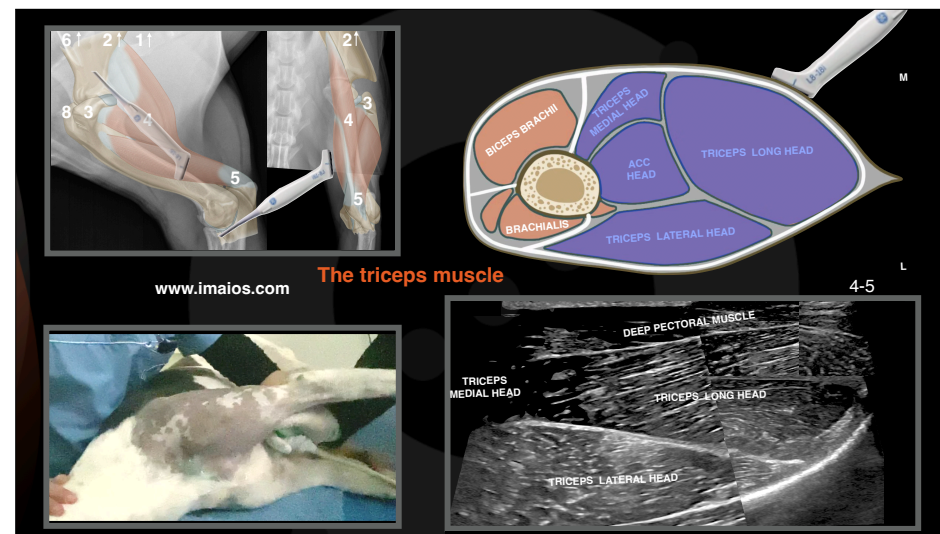 6↑ 2↑ 1↑
8 3 4
5
2↑
3
4
5
BICEPS BRACHII
TRICEPS
MEDIAL HEAD
ACC
HEAD
TRICEPS LONG HEAD
BRACHIALIS
TRICEPS LATERAL HEAD
M
L
L8-18i
The triceps muscle
www.imaios.com
4-5
DEEP PECTORAL MUSCLE
TRICEPS
MEDIAL HEAD
TRICEPS LONG HEAD
TRICEPS LATERAL HEAD